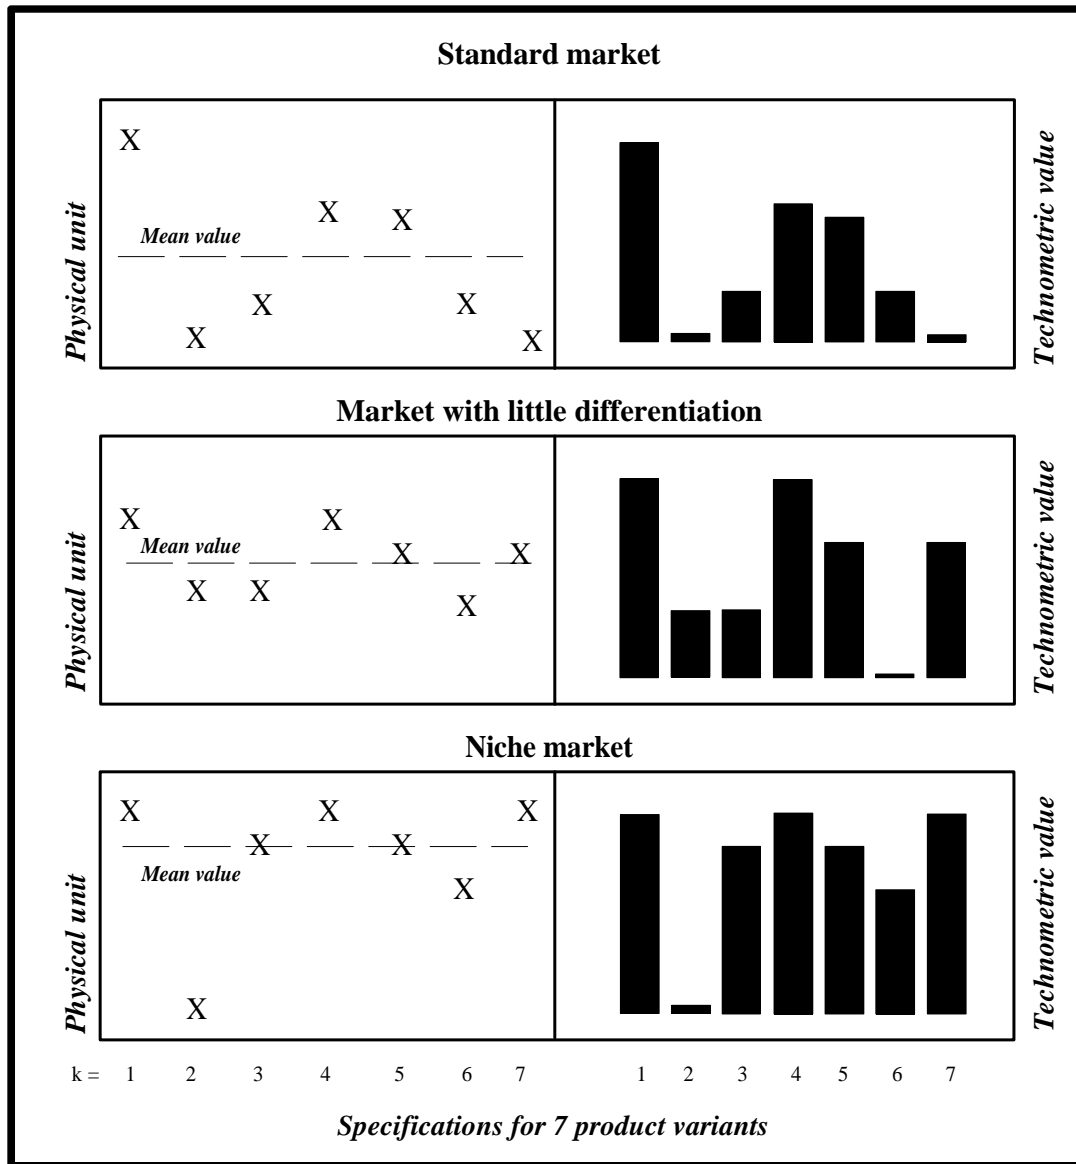 Standard market
Physical unit
X
X
X
X
X
X
X
Mean value
Technometric value
Market with little differentiation
Physical unit
X
X
X
X
X
X
X
Mean value
Technometric value
Niche market
Physical unit
X
X
X
X
X
X
X
Mean value
Technometric value
k = 1 2 3 4 5 6 7 1 2 3 4 5 6 7
Specifications for 7 product variants